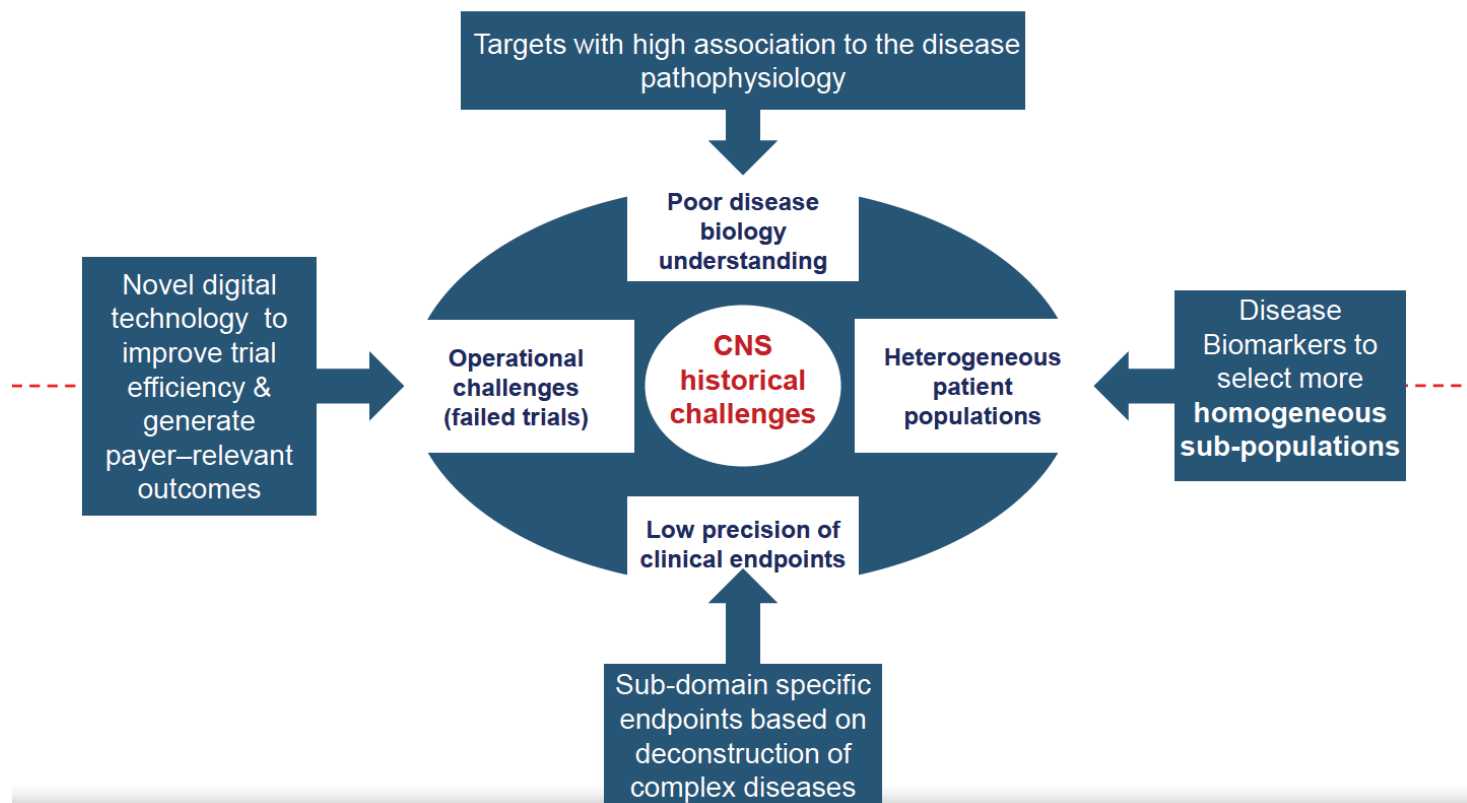 Targets with high association to the disease
pathophysiology
Poor disease
biology
understanding
Novel digital
technology to
improve trial
efficiency &
generate
payer–relevant
outcomes
Operational
challenges
(failed trials)
CNS
historical
challenges
Heterogeneous
patient
populations
Disease
Biomarkers to
select more
homogeneous
sub-populations
Low precision of
clinical endpoints
Sub-domain specific
endpoints based on
deconstruction of
complex diseases